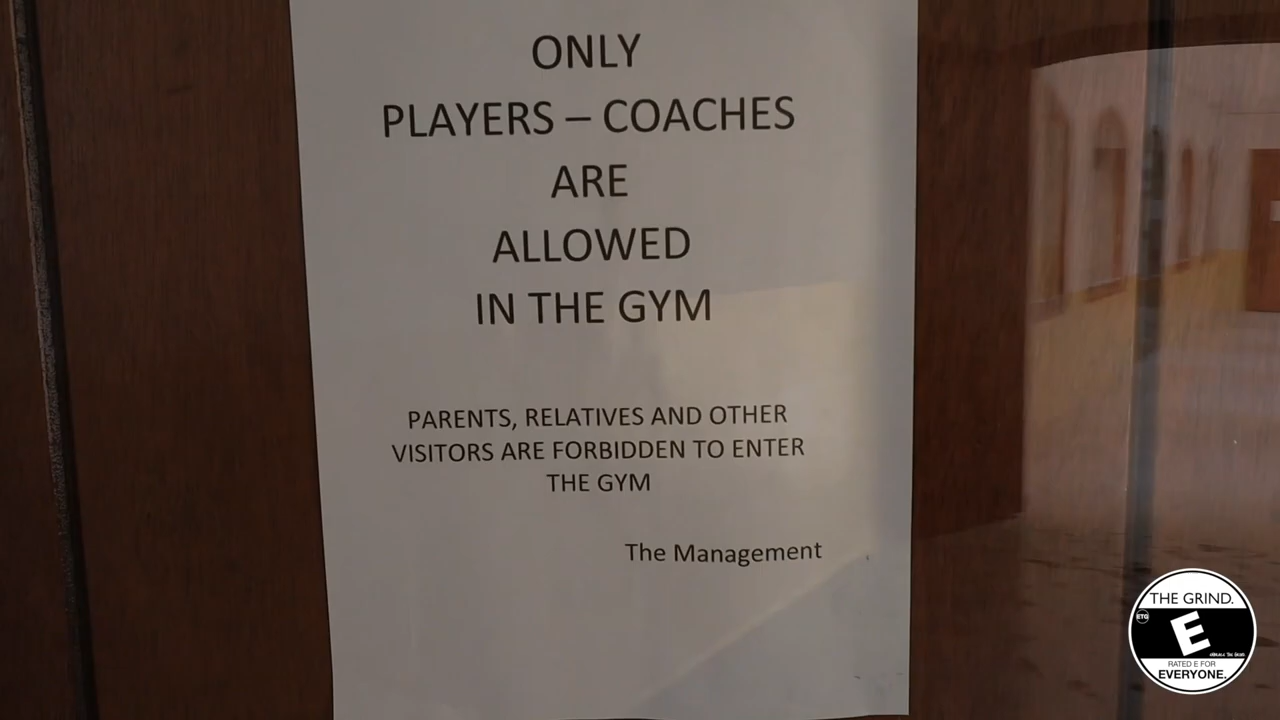 ONLY
PLAYERS – COACHES
ARE
ALLOWED
IN THE GYM
PARENTS, RELATIVES AND OTHER
VISITORS ARE FORBIDDEN TO ENTER
THE GYM
The Management
THE GRIND.
ETG
E
RATED E FOR
EVERYONE.